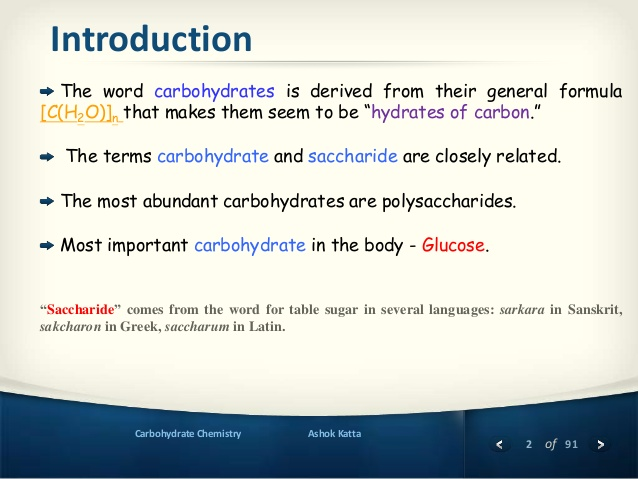 Introduction
The word carbohydrates is derived from their general formula
[C(H₂O)]ₙ that makes them seem to be “hydrates of carbon.”
The terms carbohydrate and saccharide are closely related.
The most abundant carbohydrates are polysaccharides.
Most important carbohydrate in the body - Glucose.
“Saccharide” comes from the word for table sugar in several languages: sarkara in Sanskrit,
sakcharon in Greek, saccharum in Latin.
Carbohydrate Chemistry Ashok Katta
< 2 of 91 >